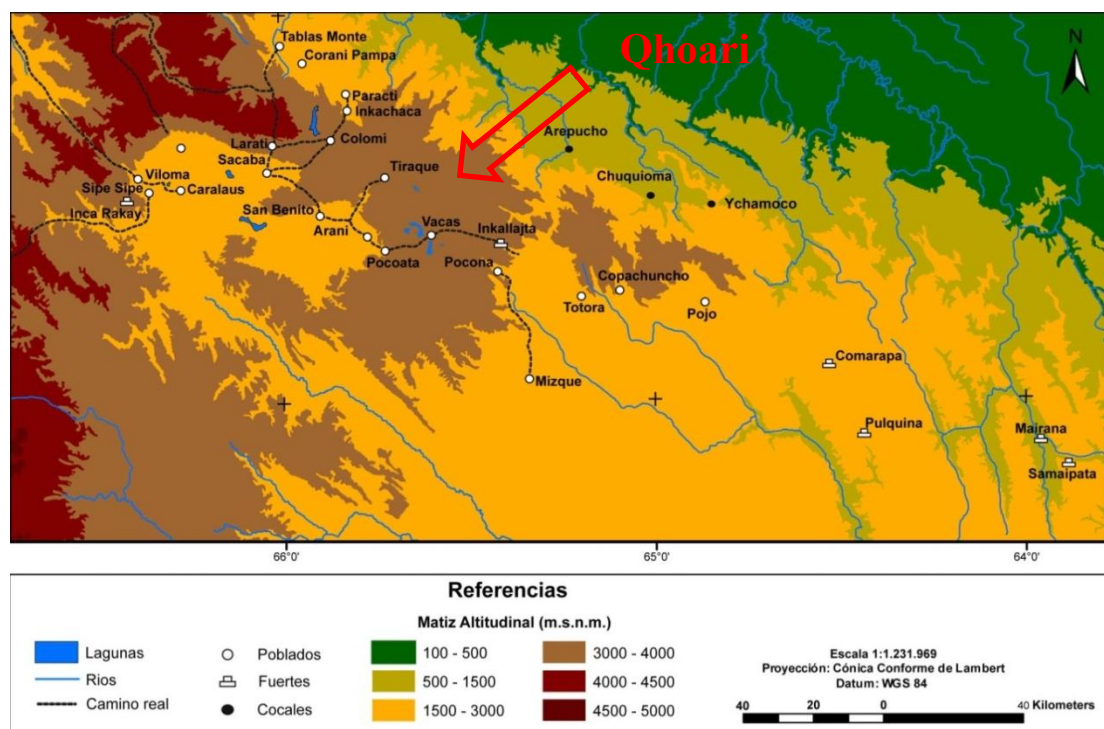 Qhoari
N
Tablas Monte
Corani Pampa
Paracti
Inkachaca
Arepucho
Larati
Colomi
Sacaba
Tiraque
Viloma
Chuquioma
Sipe Sipe
Caralaus
Ychamoco
Inca Rakay
San Benito
Vacas
Inkallajta
Arani
Pocoata
Pocona
Copachuncho
Totora
Pojo
Comarapa
Mizque
Pulquina
Mairana
Samaipata
66°0'
65°0'
64°0'
Referencias
Matiz Altitudinal (m.s.n.m.)
Lagunas
Poblados
100 - 500
3000 - 4000
Rios
Fuertes
500 - 1500
4000 - 4500
Camino real
Cocales
1500 - 3000
4500 - 5000
Escala 1:1.231.969
Proyección: Cónica Conforme de Lambert
Datum: WGS 84
40 20 0 40 Kilometers